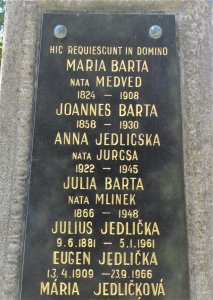 HIC REQUIESCUNT IN DOMINO
MARIA BARTA
NATA MEDVED
1824 – 1908
JOANNES BARTA
1858 – 1930
ANNA JEDLICSKA
NATA JURCSA
1922 – 1945
JULIA BARTA
NATA MLINEK
1866 – 1948
JULIUS JEDLIČKA
9.6.1881 – 5.1.1961
EUGEN JEDLIČKA
13.4.1909 – 23.9.1966
MÁRIA JEDLIČKOVÁ